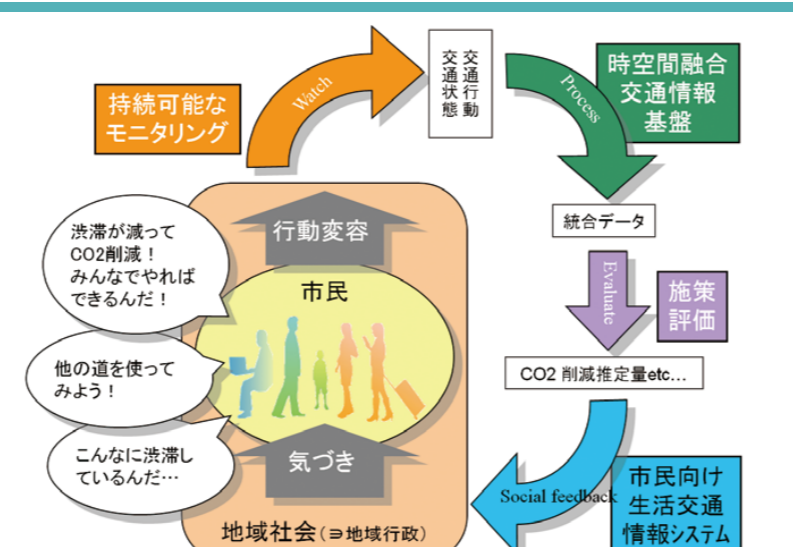 持続可能な
モニタリング
Watch
交通行動
交通状態
Process
時空間融合
交通情報
基盤
統合データ
Evaluate
施策
評価
CO2 削減推定量etc...
Social feedback
市民向け
生活交通
情報システム
行動変容
市民
気づき
地域社会(∋地域行政)
渋滞が減って
CO2削減！
みんなでやれば
できるんだ！
他の道を使って
みよう！
こんなに渋滞し
ているんだ…